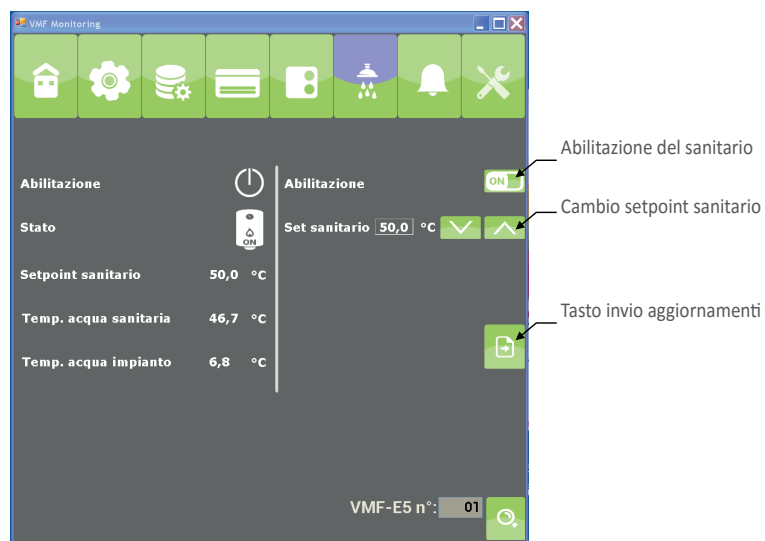 VMF Monitoring
Abilitazione
ON
Stato
ON
Setpoint sanitario 50,0 °C
Temp. acqua sanitaria 46,7 °C
Temp. acqua impianto 6,8 °C
Abilitazione
ON
Set sanitario 50,0 °C
VMF-E5 n°: 01
Abilitazione del sanitario
Cambio setpoint sanitario
Tasto invio aggiornamenti